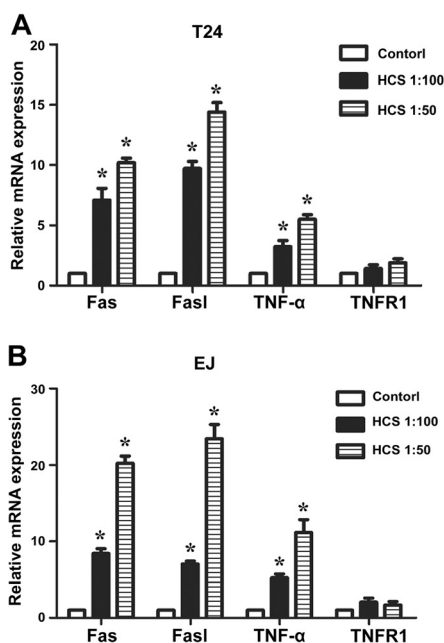 A
T24
Relative mRNA expression
20
15
10
5
0
Contorl
HCS 1:100
HCS 1:50
* * * * * *
Fas Fasl TNF-α TNFR1
B
EJ
Relative mRNA expression
30
20
10
0
Contorl
HCS 1:100
HCS 1:50
* * * * * *
Fas Fasl TNF-α TNFR1